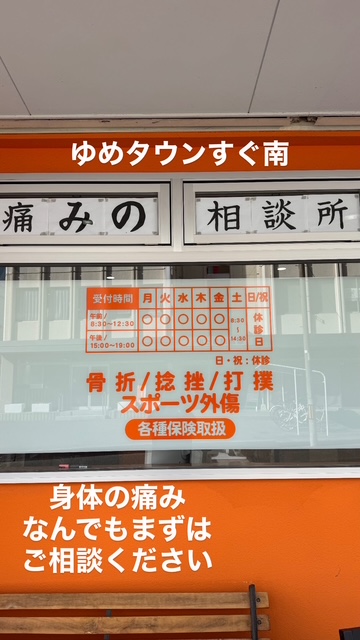 ゆめタウンすぐ南
痛みの 相談所
受付時間 月 火 水 木 金 土 日/祝
午前/ 8:30~12:30 ○ ○ ○ ○ ○ 8:30 ~ 14:30 休診日
午後/ 15:00~19:00 ○ ○ ○ ○ ○
日・祝:休診
骨折/捻挫/打撲
スポーツ外傷
各種保険取扱
身体の痛み
なんでもまずは
ご相談ください